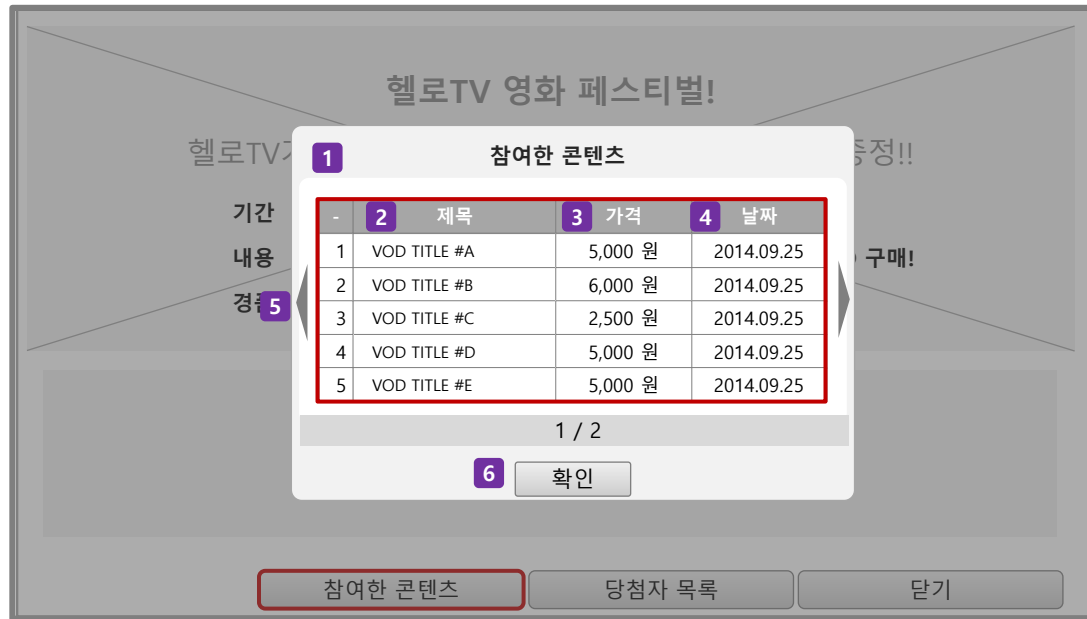 헬로TV 영화 페스티벌!
헬로TV
증정!!
1 참여한 콘텐츠
기간
내용
구매!
5
- 2 제목 3 가격 4 날짜
1 VOD TITLE #A 5,000 원 2014.09.25
2 VOD TITLE #B 6,000 원 2014.09.25
3 VOD TITLE #C 2,500 원 2014.09.25
4 VOD TITLE #D 5,000 원 2014.09.25
5 VOD TITLE #E 5,000 원 2014.09.25
1 / 2
6 확인
참여한 콘텐츠 당첨자 목록 닫기